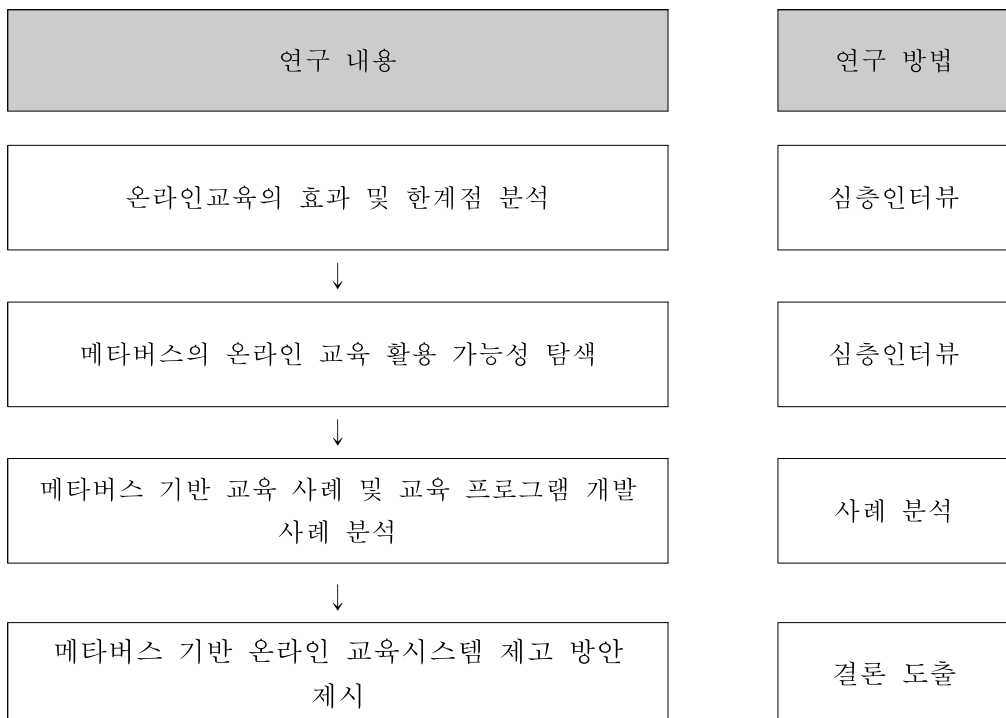 연구 내용
연구 방법
온라인교육의 효과 및 한계점 분석
심층인터뷰
↓
메타버스의 온라인 교육 활용 가능성 탐색
심층인터뷰
↓
메타버스 기반 교육 사례 및 교육 프로그램 개발
사례 분석
사례 분석
↓
메타버스 기반 온라인 교육시스템 제고 방안
제시
결론 도출